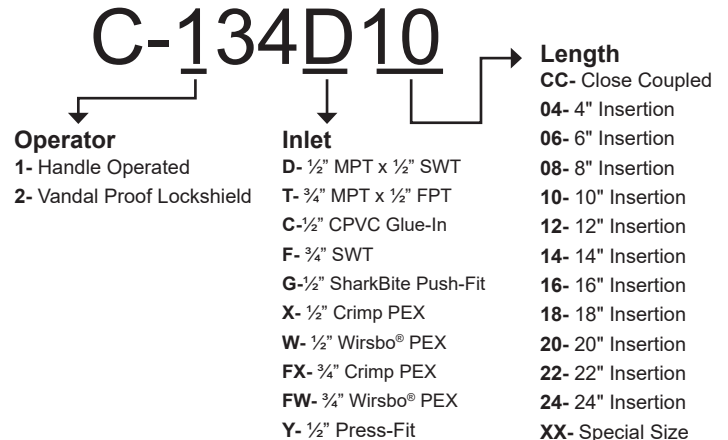 C-134D10
Operator
1- Handle Operated
2- Vandal Proof Lockshield
Inlet
D- ½” MPT x ½” SWT
T- ¾” MPT x ½” FPT
C-½” CPVC Glue-In
F- ¾” SWT
G-½” SharkBite Push-Fit
X- ½” Crimp PEX
W- ½” Wirsbo® PEX
FX- ¾” Crimp PEX
FW- ¾” Wirsbo® PEX
Y- ½” Press-Fit
Length
CC- Close Coupled
04- 4" Insertion
06- 6" Insertion
08- 8" Insertion
10- 10" Insertion
12- 12" Insertion
14- 14" Insertion
16- 16" Insertion
18- 18" Insertion
20- 20" Insertion
22- 22" Insertion
24- 24" Insertion
XX- Special Size